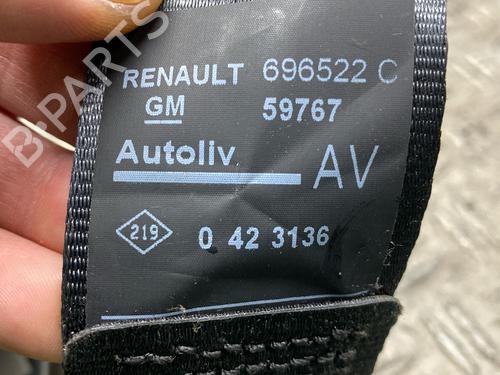 RENAULT 696522 C
GM 59767
Autoliv AV
219 0 42 3136
B-PARTS